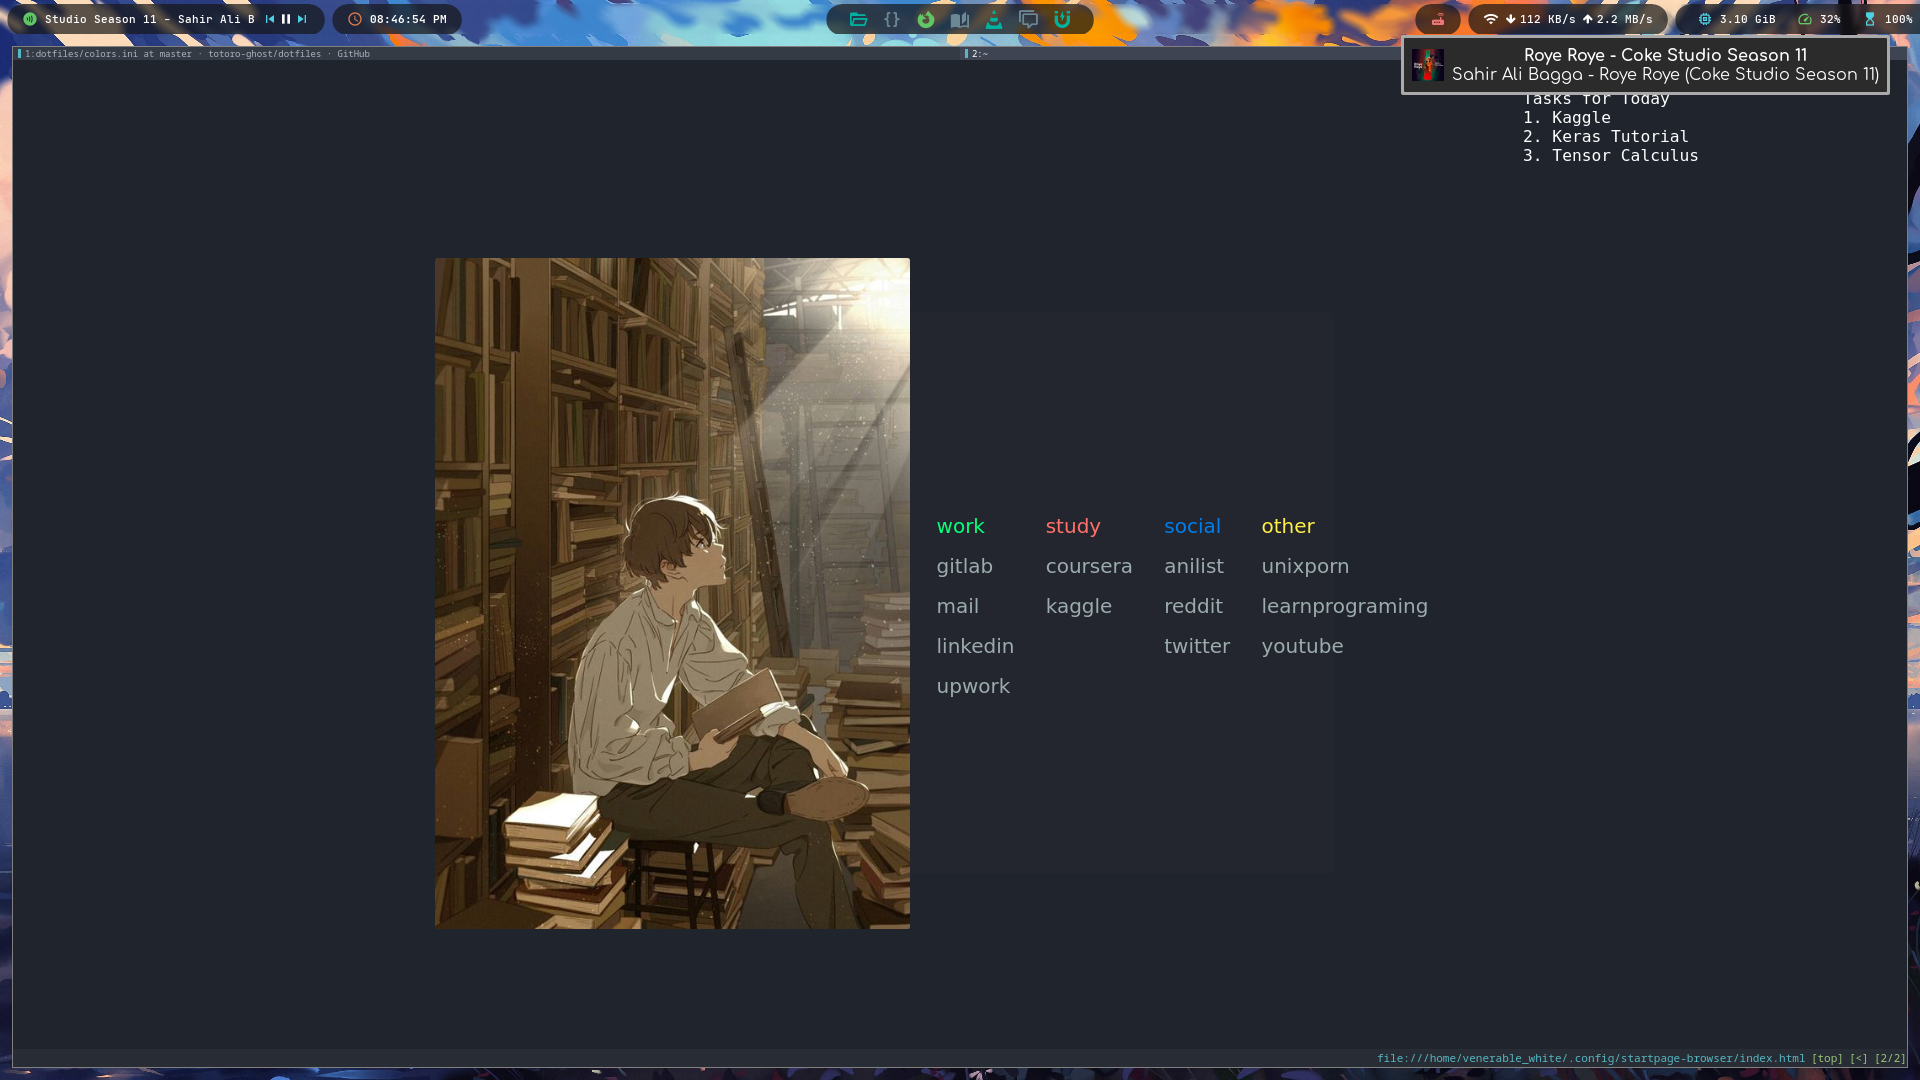 Studio Season 11 - Sahir Ali B
08:46:54 PM
{}
112 KB/s 2.2 MB/s
3.10 GiB
32%
100%
1:dotfiles/colors.ini at master · totoro-ghost/dotfiles · GitHub
2:~
Roye Roye - Coke Studio Season 11
Sahir Ali Bagga - Roye Roye (Coke Studio Season 11)
Tasks for Today
1. Kaggle
2. Keras Tutorial
3. Tensor Calculus
work study social other
gitlab coursera anilist unixporn
mail kaggle reddit learnprograming
linkedin twitter youtube
upwork
file:///home/venerable_white/.config/startpage-browser/index.html [top] [<] [2/2]